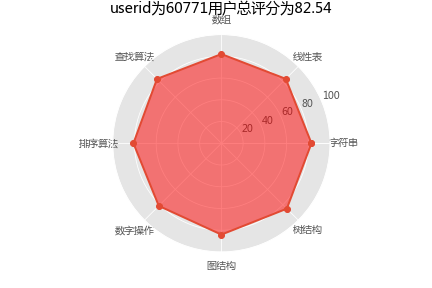 userid为60771用户总评分为82.54
数组
查找算法
线性表
100
80
60
40
20
排序算法
字符串
数字操作
树结构
图结构